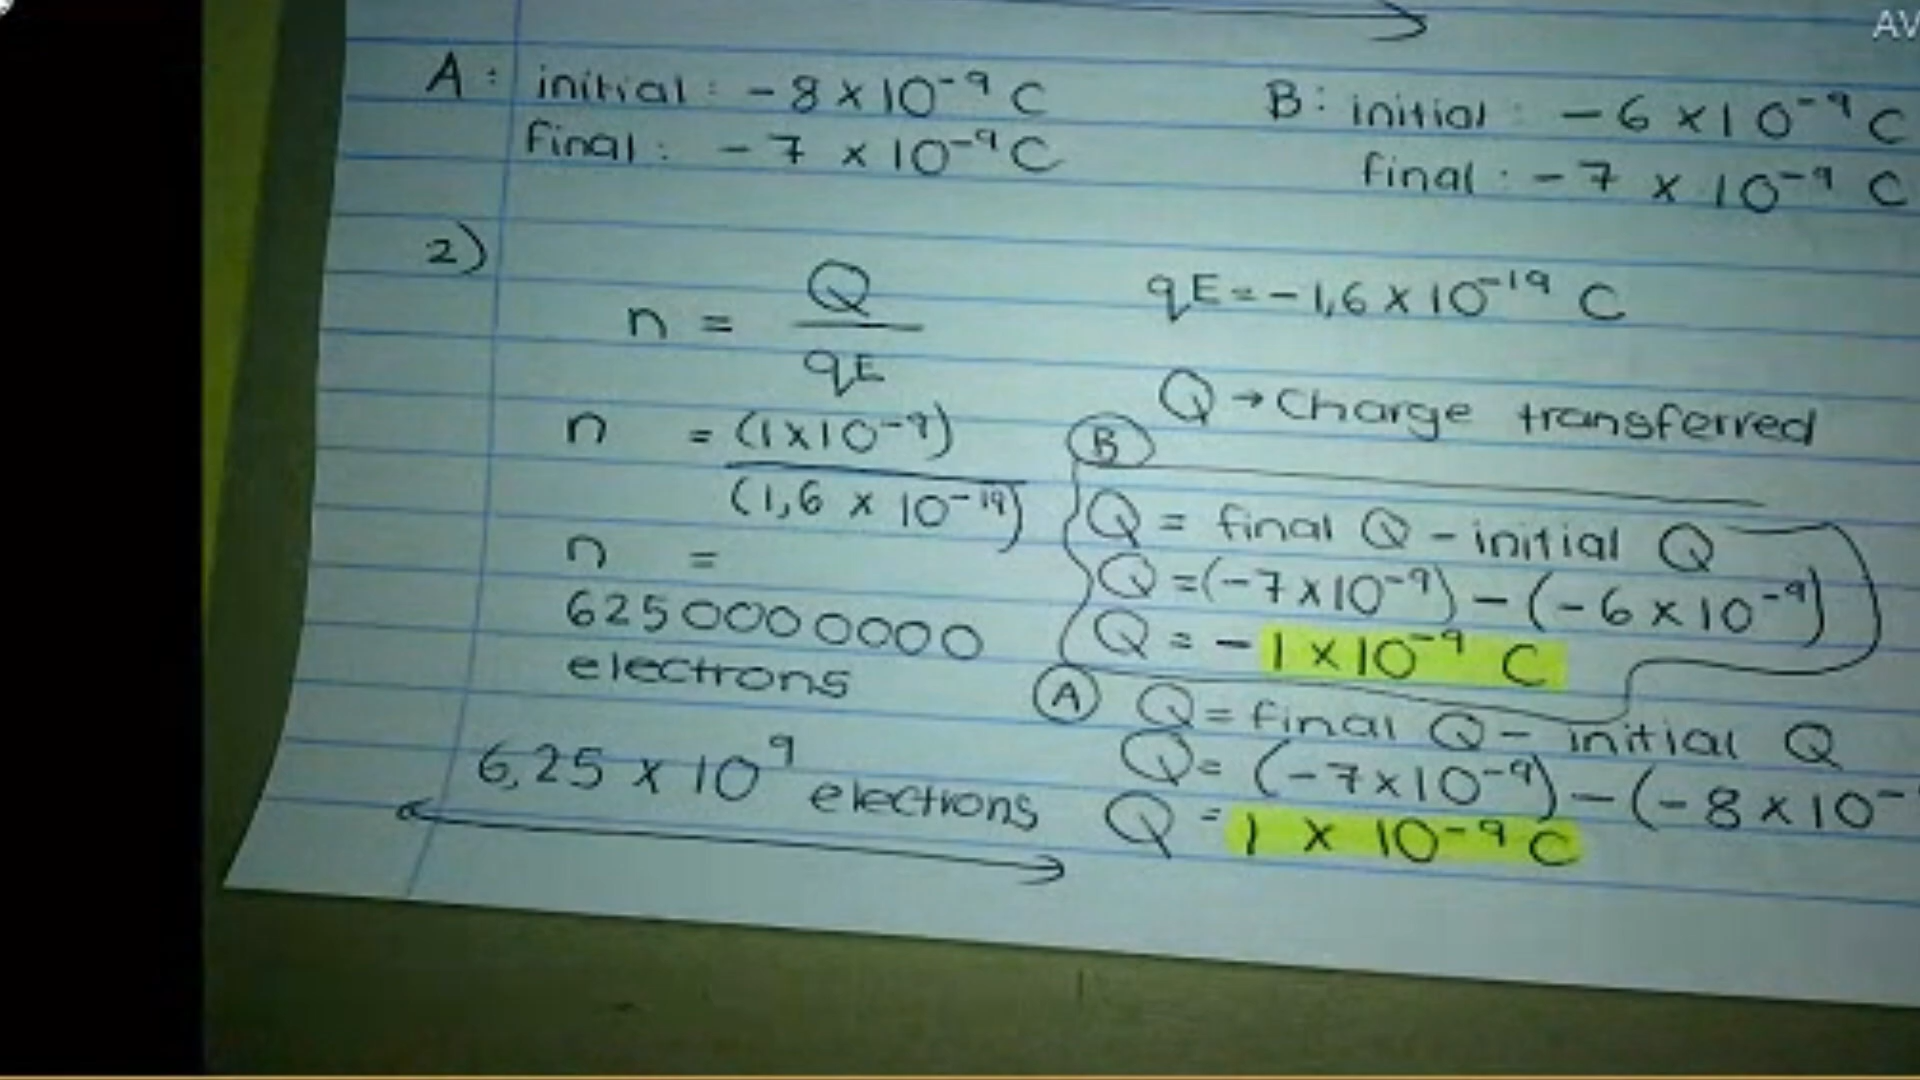 AV
A: initial: -8 x 10⁻⁹ C
final: -7 x 10⁻⁹ C
B: initial: -6 x 10⁻⁹ C
final: -7 x 10⁻⁹ C
2)
n = Q / qE
qE = -1,6 x 10⁻¹⁹ C
Q → Charge transferred
n = (1x10⁻⁹) / (1,6 x 10⁻¹⁹)
n =
6250000000
electrons
6,25 x 10⁹ electrons
B
Q = final Q - initial Q
Q = (-7x10⁻⁹) - (-6x10⁻⁹)
Q = - 1 x 10⁻⁹ C
A Q = final Q - initial Q
Q = (-7x10⁻⁹) - (-8x10⁻
Q = 1 x 10⁻⁹ C